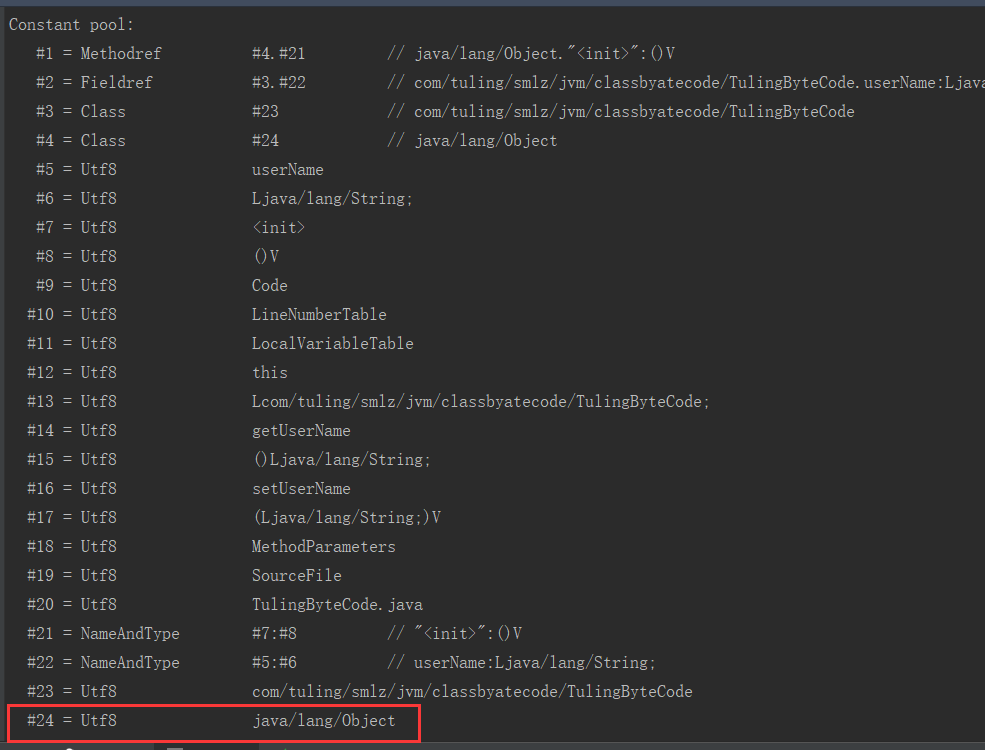 Constant pool:
#1 = Methodref #4.#21 // java/lang/Object."<init>":()V
#2 = Fieldref #3.#22 // com/tuling/smlz/jvm/classbyatecode/TulingByteCode.userName:Ljava
#3 = Class #23 // com/tuling/smlz/jvm/classbyatecode/TulingByteCode
#4 = Class #24 // java/lang/Object
#5 = Utf8 userName
#6 = Utf8 Ljava/lang/String;
#7 = Utf8 <init>
#8 = Utf8 ()V
#9 = Utf8 Code
#10 = Utf8 LineNumberTable
#11 = Utf8 LocalVariableTable
#12 = Utf8 this
#13 = Utf8 Lcom/tuling/smlz/jvm/classbyatecode/TulingByteCode;
#14 = Utf8 getUserName
#15 = Utf8 ()Ljava/lang/String;
#16 = Utf8 setUserName
#17 = Utf8 (Ljava/lang/String;)V
#18 = Utf8 MethodParameters
#19 = Utf8 SourceFile
#20 = Utf8 TulingByteCode.java
#21 = NameAndType #7:#8 // "<init>":()V
#22 = NameAndType #5:#6 // userName:Ljava/lang/String;
#23 = Utf8 com/tuling/smlz/jvm/classbyatecode/TulingByteCode
#24 = Utf8 java/lang/Object